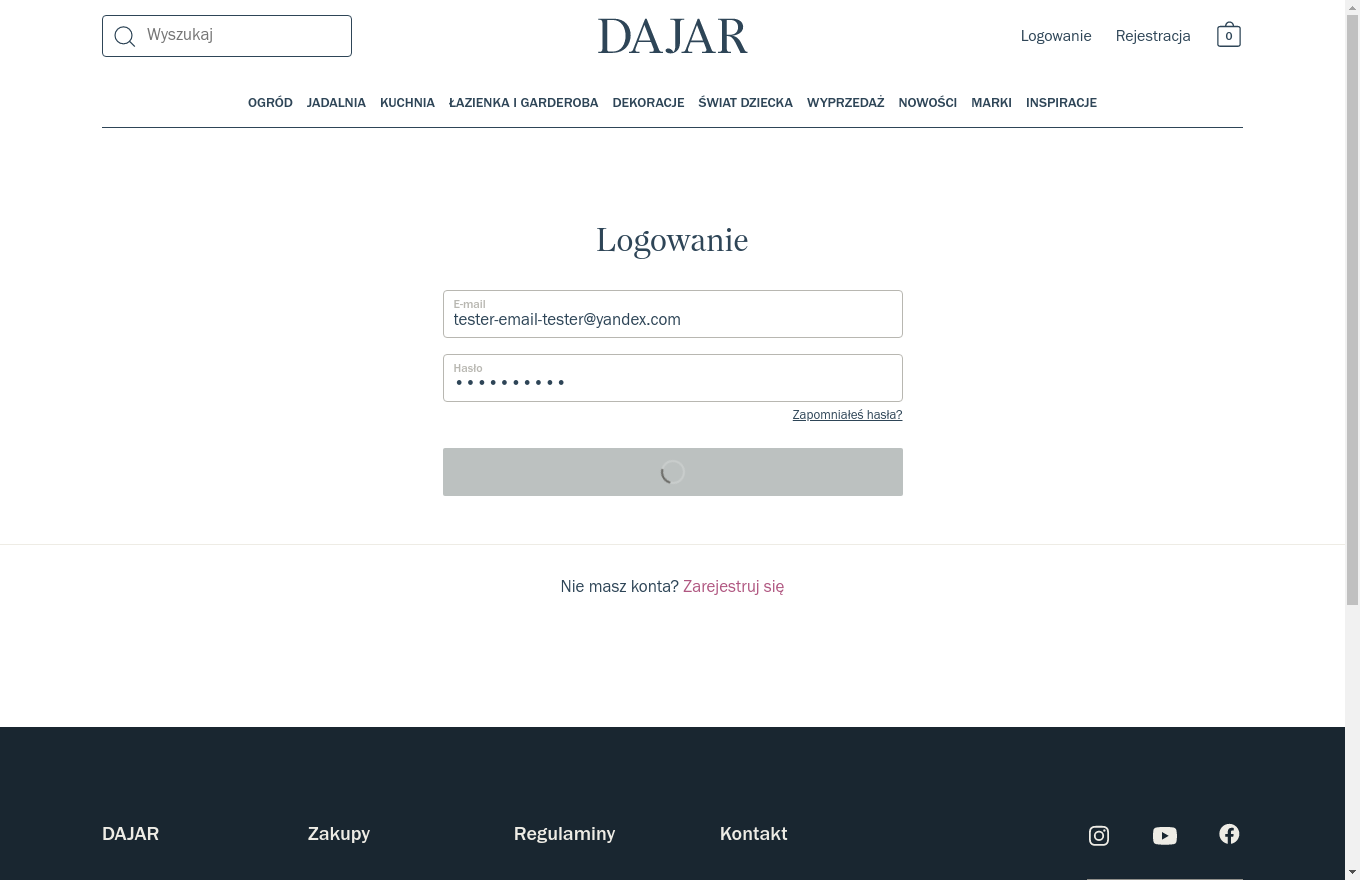 Wyszukaj
DAJAR
Logowanie
Rejestracja
0
OGRÓD
JADALNIA
KUCHNIA
ŁAZIENKA I GARDEROBA
DEKORACJE
ŚWIAT DZIECKA
WYPRZEDAŻ
NOWOŚCI
MARKI
INSPIRACJE
Logowanie
E-mail
tester-email-tester@yandex.com
Hasło
••••••••••
Zapomniałeś hasła?
Nie masz konta? Zarejestruj się
DAJAR
Zakupy
Regulaminy
Kontakt